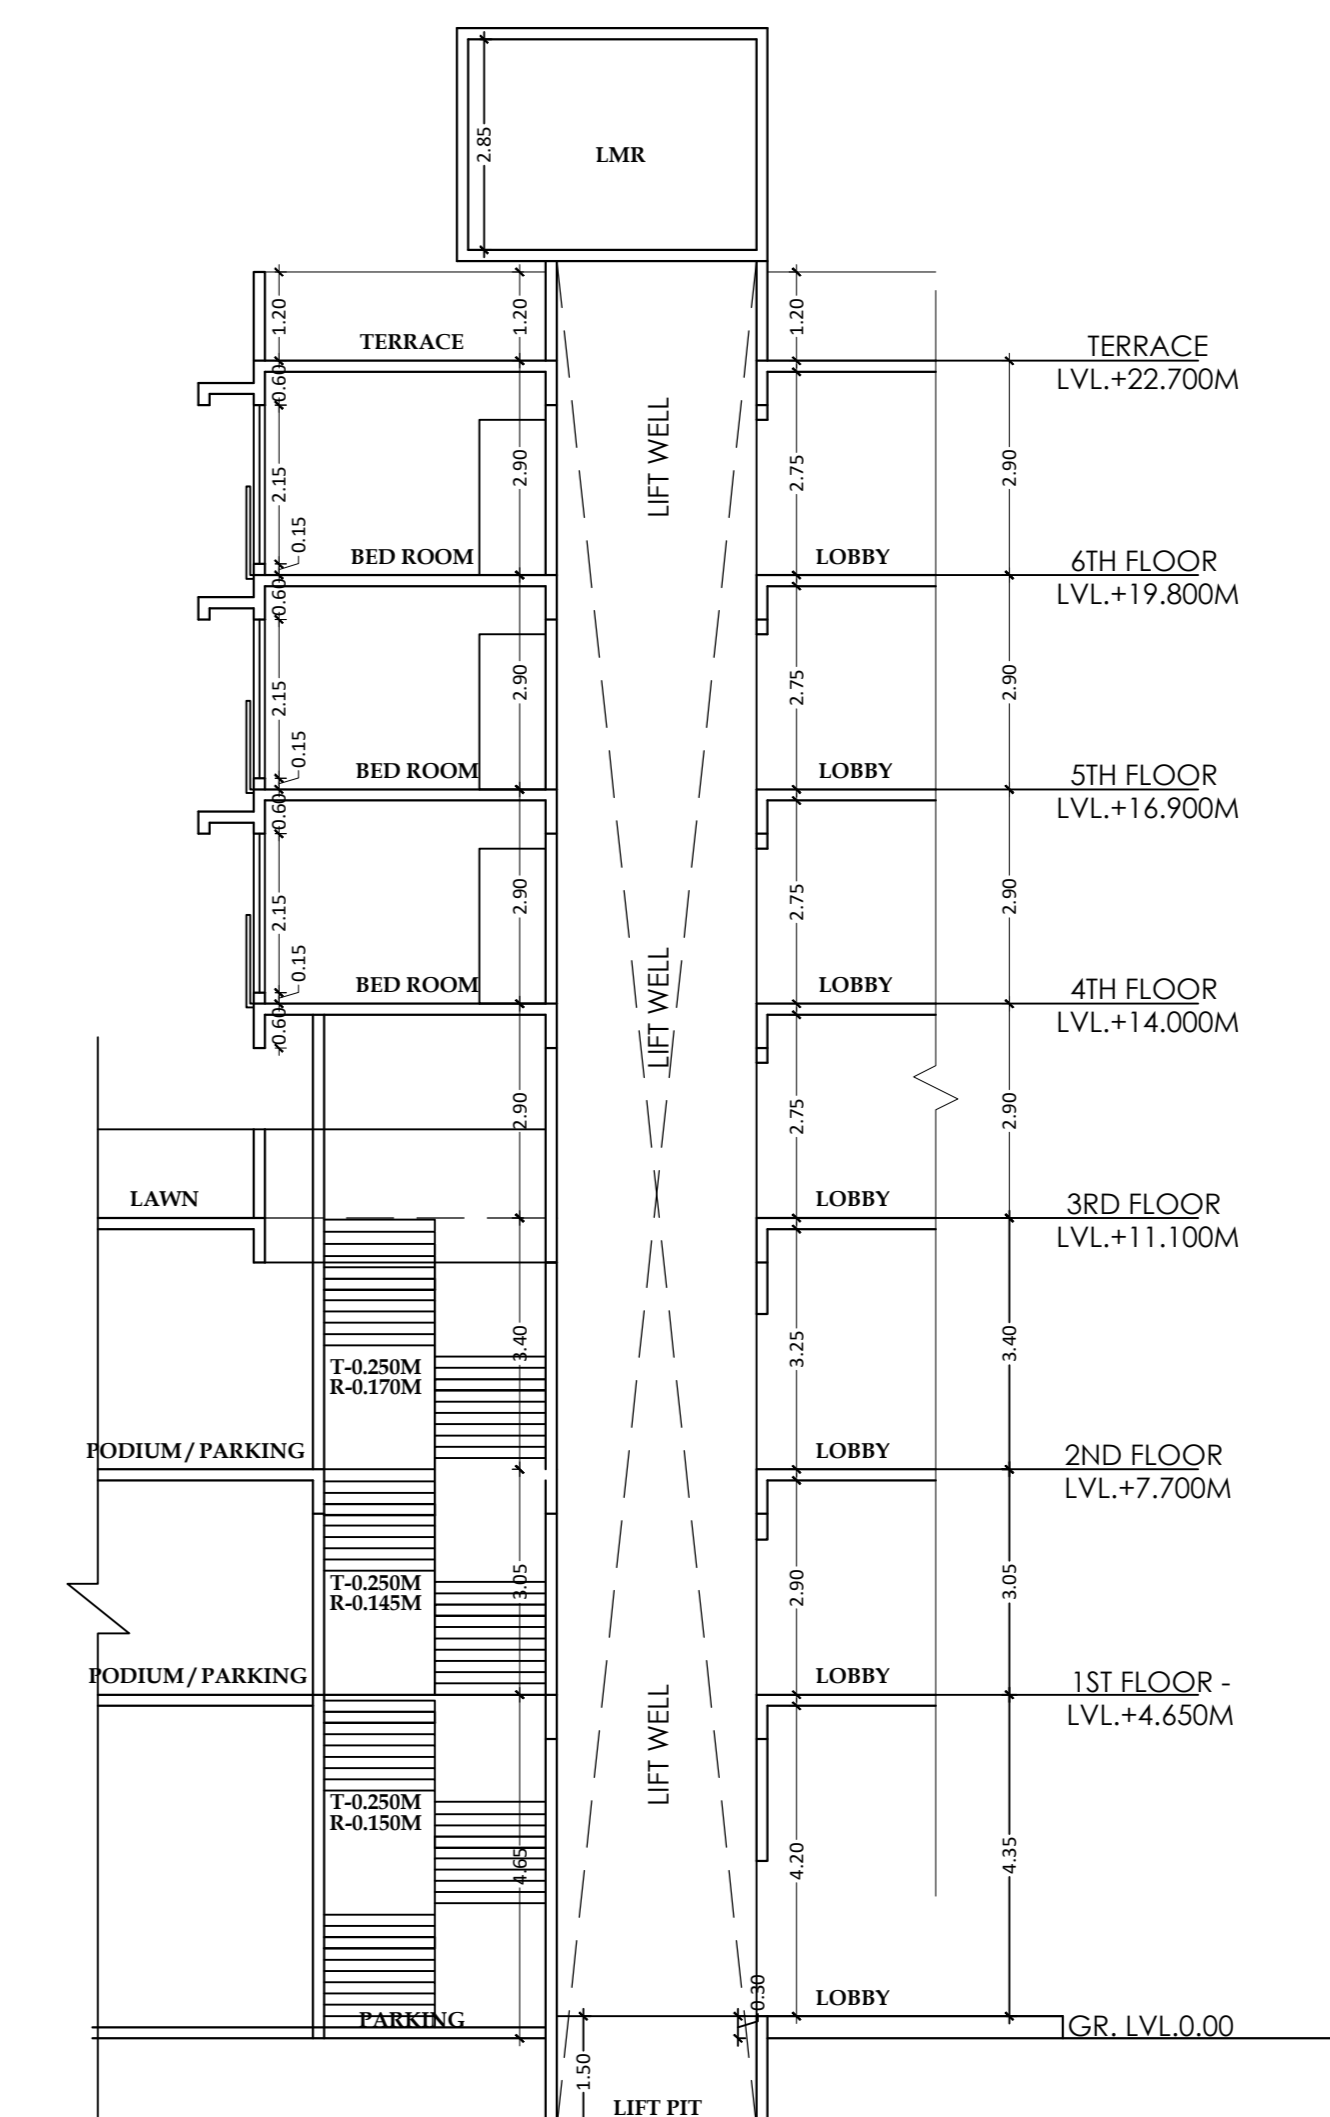 2.85
LMR
1.20
1.20
1.20
TERRACE
TERRACE
LVL.+22.700M
0.60
LIFT WELL
2.15
2.90
2.75
2.90
0.15
BED ROOM
LOBBY
6TH FLOOR
LVL.+19.800M
0.60
2.15
2.90
2.75
2.90
0.15
BED ROOM
LOBBY
5TH FLOOR
LVL.+16.900M
0.60
2.15
2.90
2.75
2.90
0.15
LIFT WELL
BED ROOM
LOBBY
4TH FLOOR
LVL.+14.000M
0.60
2.90
2.75
2.90
LAWN
LOBBY
3RD FLOOR
LVL.+11.100M
3.40
3.25
3.40
T-0.250M
R-0.170M
PODIUM / PARKING
LOBBY
2ND FLOOR
LVL.+7.700M
T-0.250M
R-0.145M
3.05
2.90
3.05
PODIUM / PARKING
LOBBY
1ST FLOOR -
LVL.+4.650M
LIFT WELL
T-0.250M
R-0.150M
4.65
4.20
4.35
0.30
LOBBY
PARKING
GR. LVL.0.00
1.50
LIFT PIT